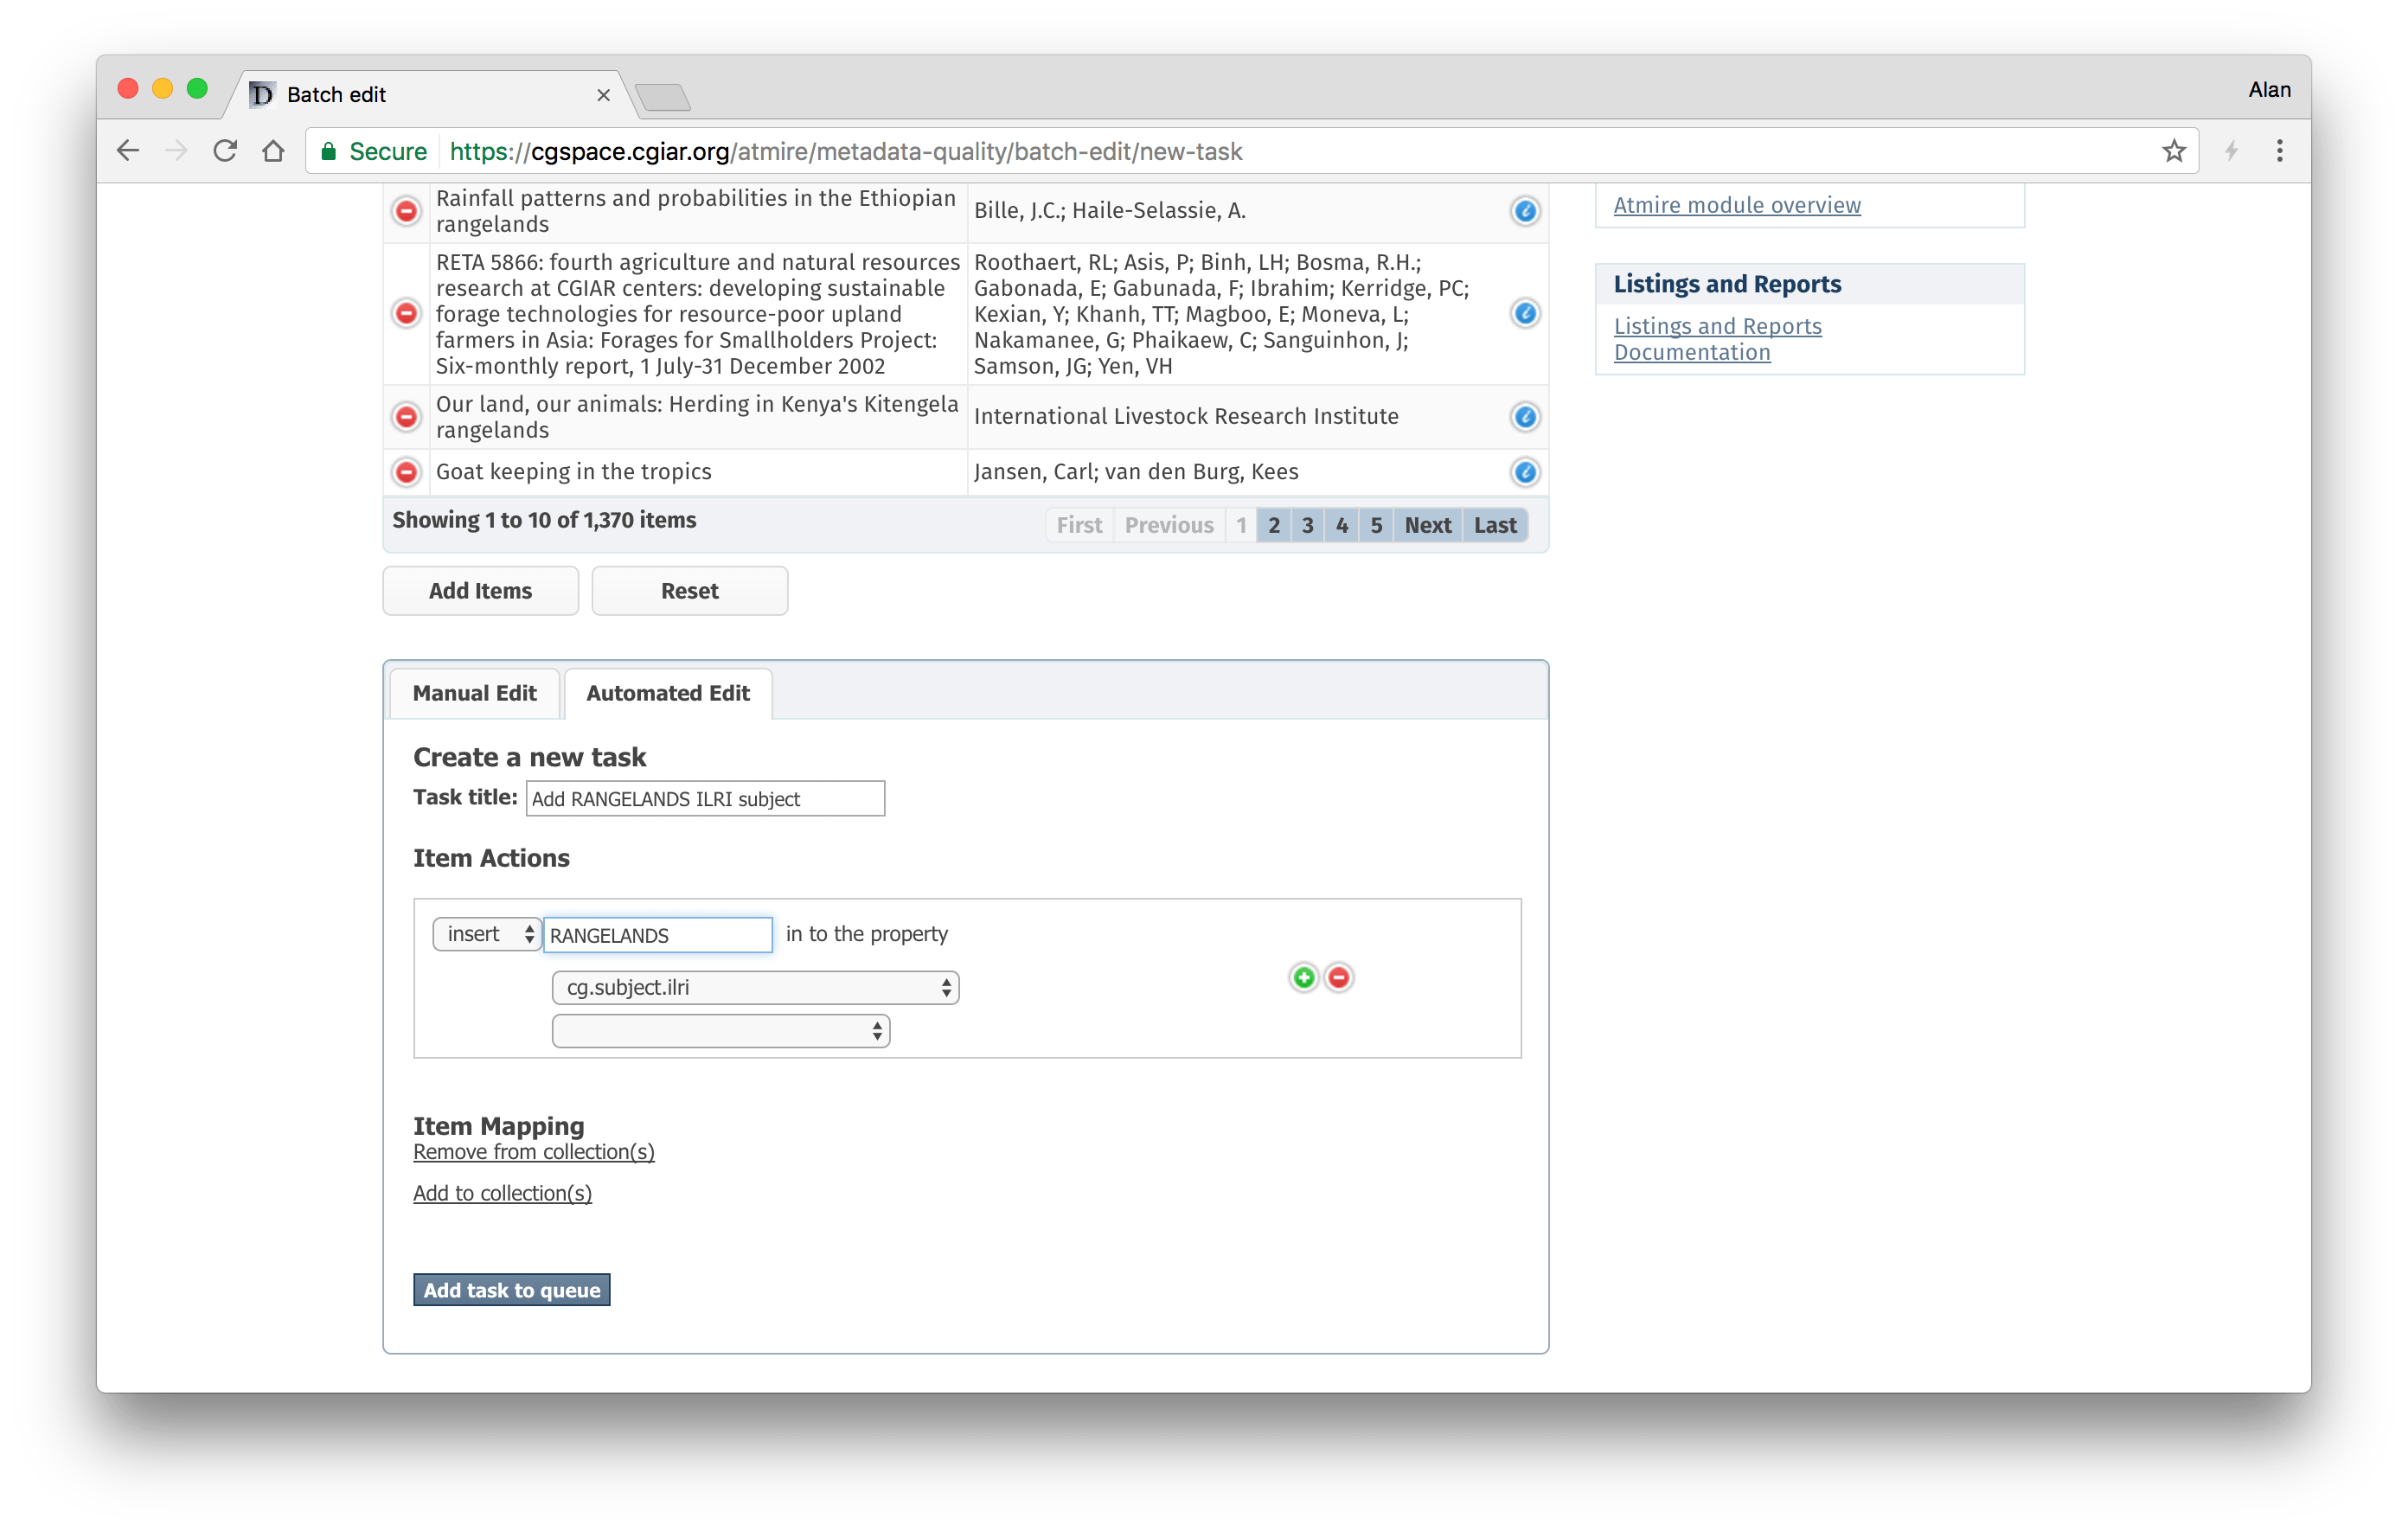 Batch edit
Alan
Secure https://cgspace.cgiar.org/atmire/metadata-quality/batch-edit/new-task
Rainfall patterns and probabilities in the Ethiopian
rangelands
Bille, J.C.; Haile-Selassie, A.
RETA 5866: fourth agriculture and natural resources
research at CGIAR centers: developing sustainable
forage technologies for resource-poor upland
farmers in Asia: Forages for Smallholders Project:
Six-monthly report, 1 July-31 December 2002
Roothaert, RL; Asis, P; Binh, LH; Bosma, R.H.;
Gabonada, E; Gabunada, F; Ibrahim; Kerridge, PC;
Kexian, Y; Khanh, TT; Magboo, E; Moneva, L;
Nakamanee, G; Phaikaew, C; Sanguinhon, J;
Samson, JG; Yen, VH
Our land, our animals: Herding in Kenya's Kitengela
rangelands
International Livestock Research Institute
Goat keeping in the tropics
Jansen, Carl; van den Burg, Kees
Showing 1 to 10 of 1,370 items
First Previous 1 2 3 4 5 Next Last
Add Items Reset
Atmire module overview
Listings and Reports
Listings and Reports
Documentation
Manual Edit Automated Edit
Create a new task
Task title: Add RANGELANDS ILRI subject
Item Actions
insert RANGELANDS in to the property
cg.subject.ilri
Item Mapping
Remove from collection(s)
Add to collection(s)
Add task to queue